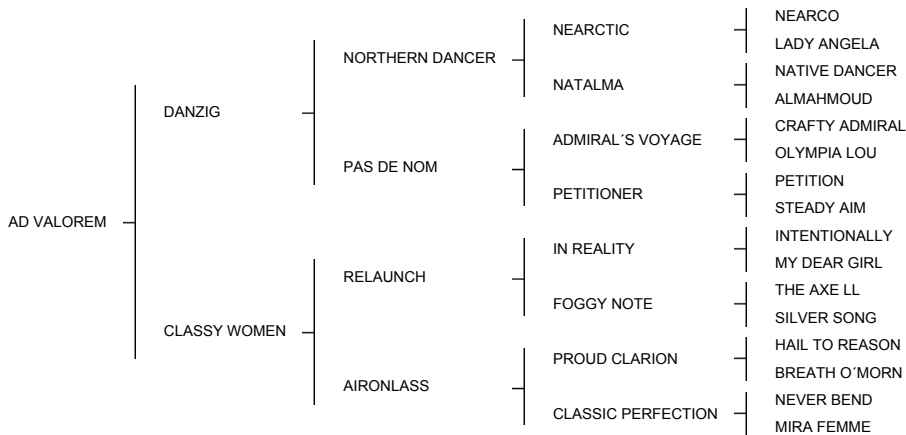 NEARCO
NEARCTIC
LADY ANGELA
NORTHERN DANCER
NATIVE DANCER
NATALMA
ALMAHMOUD
DANZIG
CRAFTY ADMIRAL
ADMIRAL´S VOYAGE
OLYMPIA LOU
PAS DE NOM
PETITION
PETITIONER
STEADY AIM
AD VALOREM
INTENTIONALLY
IN REALITY
MY DEAR GIRL
RELAUNCH
THE AXE LL
FOGGY NOTE
SILVER SONG
CLASSY WOMEN
HAIL TO REASON
PROUD CLARION
BREATH O´MORN
AIRONLASS
NEVER BEND
CLASSIC PERFECTION
MIRA FEMME